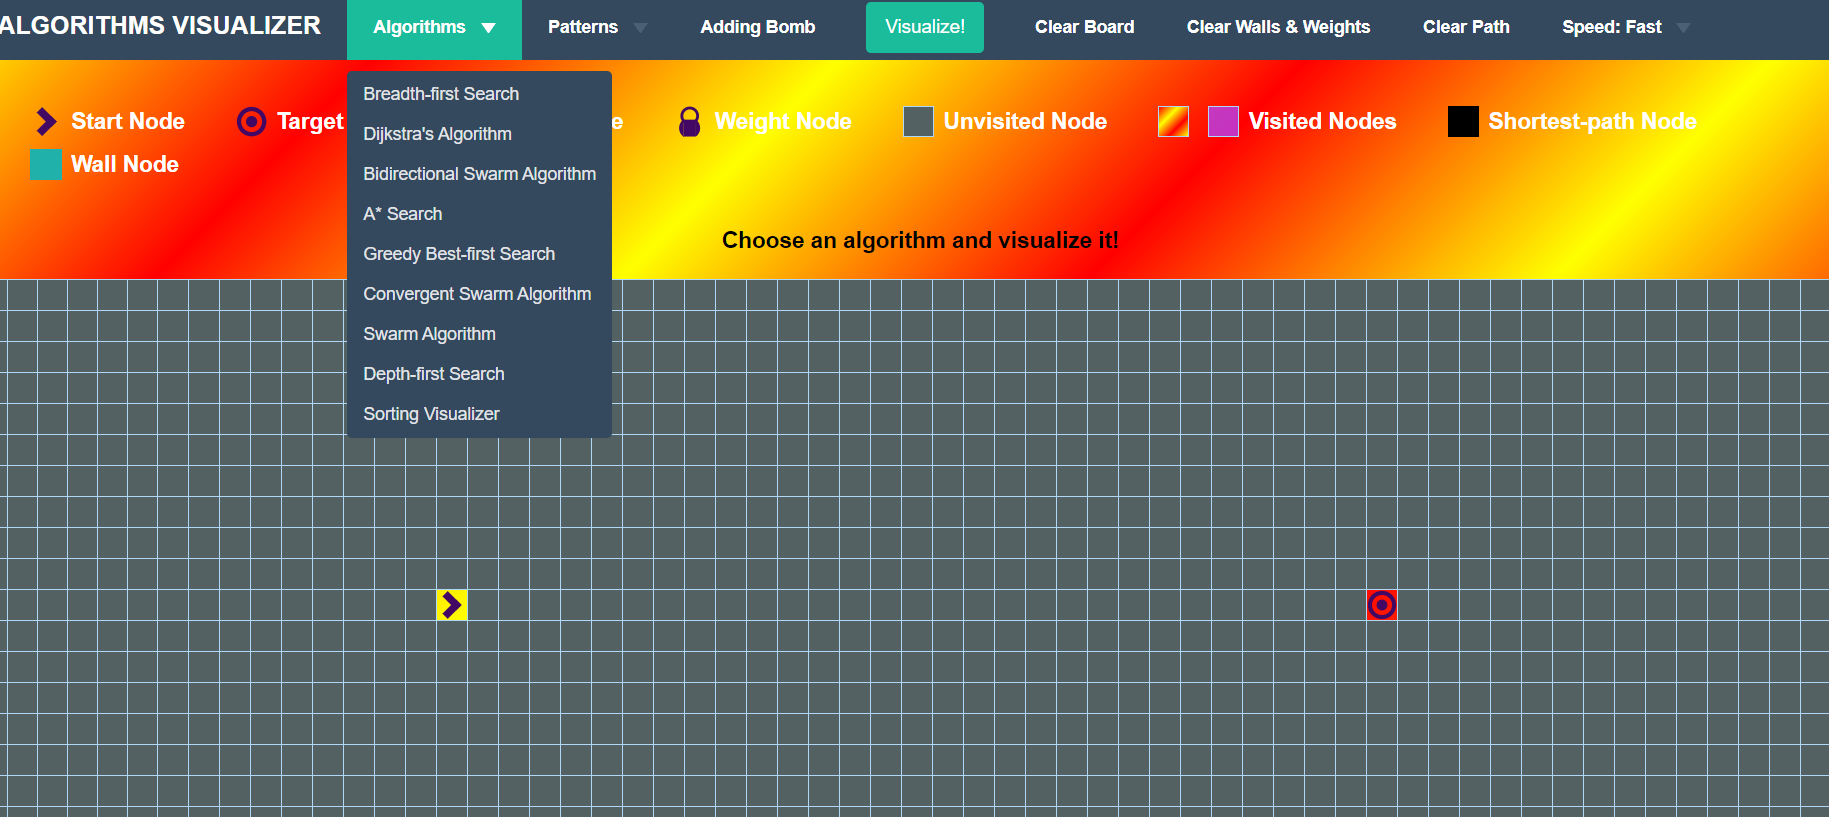 ALGORITHMS VISUALIZER
Algorithms
Patterns
Adding Bomb
Visualize!
Clear Board
Clear Walls & Weights
Clear Path
Speed: Fast
Breadth-first Search
Dijkstra's Algorithm
Bidirectional Swarm Algorithm
A* Search
Greedy Best-first Search
Convergent Swarm Algorithm
Swarm Algorithm
Depth-first Search
Sorting Visualizer
Start Node
Target
Weight Node
Unvisited Node
Visited Nodes
Shortest-path Node
Wall Node
Choose an algorithm and visualize it!